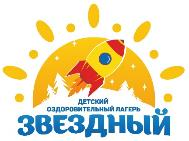 ДЕТСКИЙ
ОЗДОРОВИТЕЛЬНЫЙ ЛАГЕРЬ
ЗВЕЗДНЫЙ